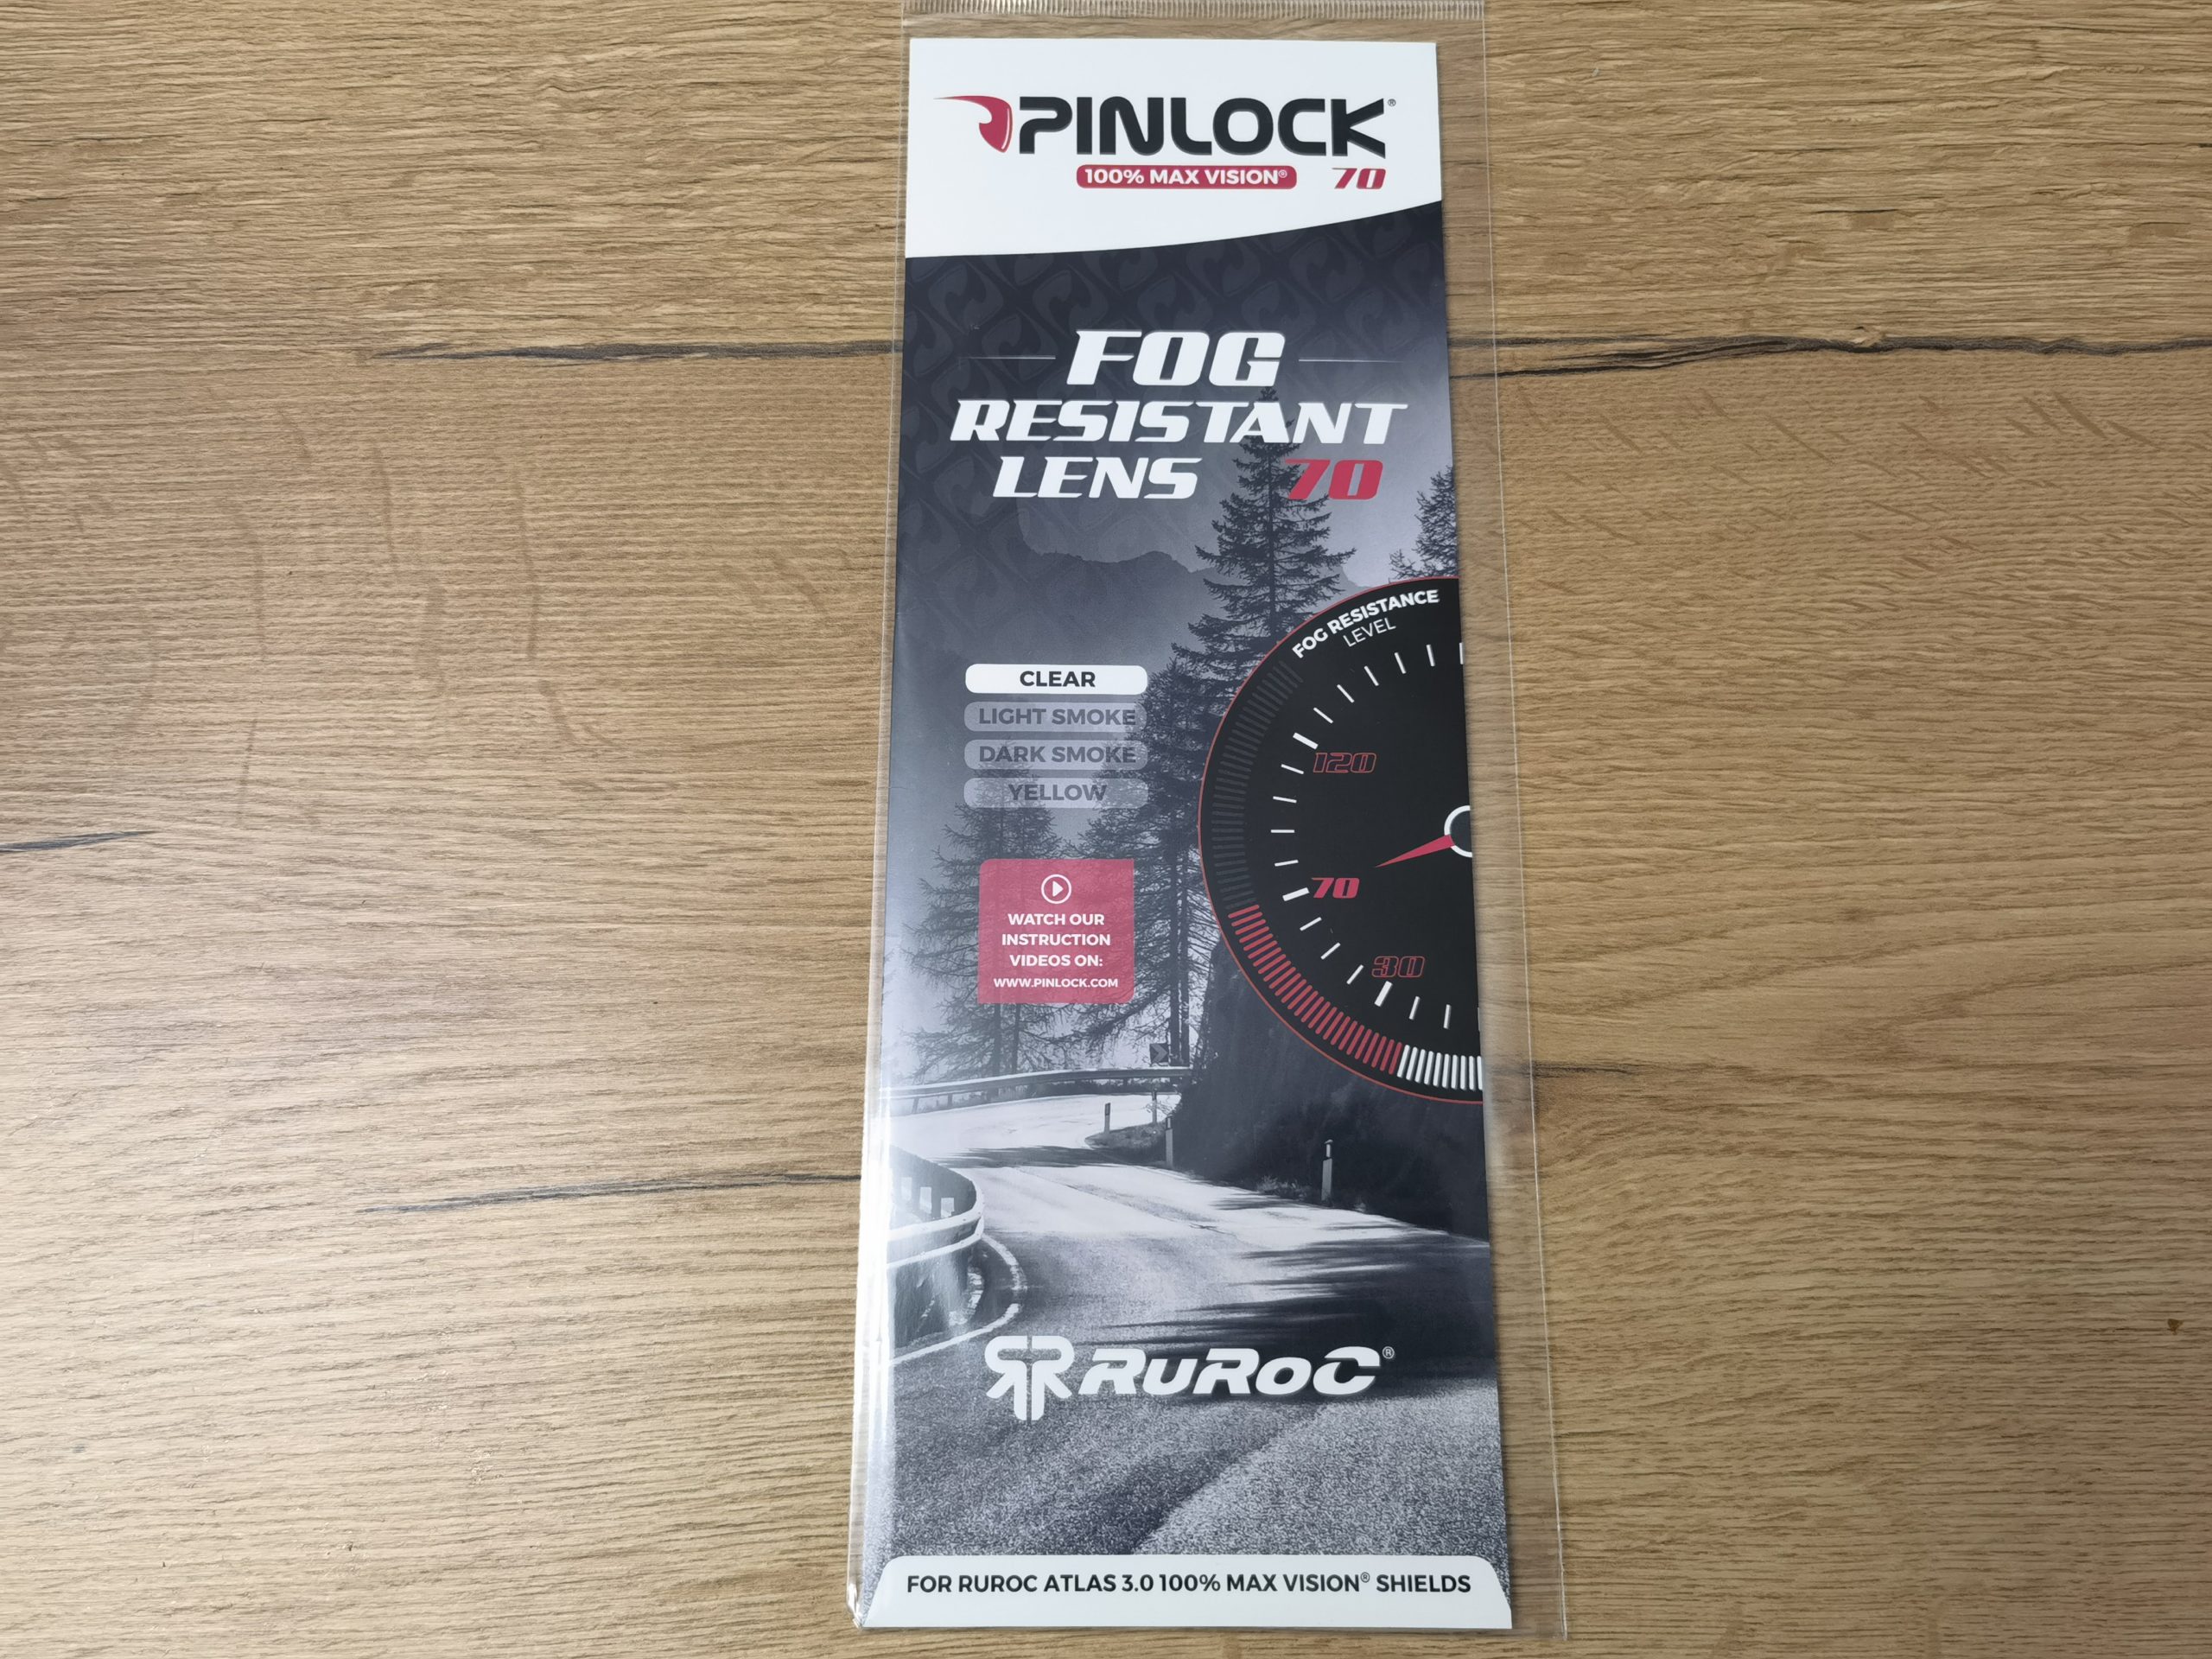 PINLOCK®
100% MAX VISION® 70
FOG
RESISTANT
LENS 70
FOG RESISTANCE
LEVEL
CLEAR
LIGHT SMOKE
DARK SMOKE
YELLOW
120
70
30
WATCH OUR
INSTRUCTION
VIDEOS ON:
WWW.PINLOCK.COM
RUROC®
FOR RUROC ATLAS 3.0 100% MAX VISION® SHIELDS